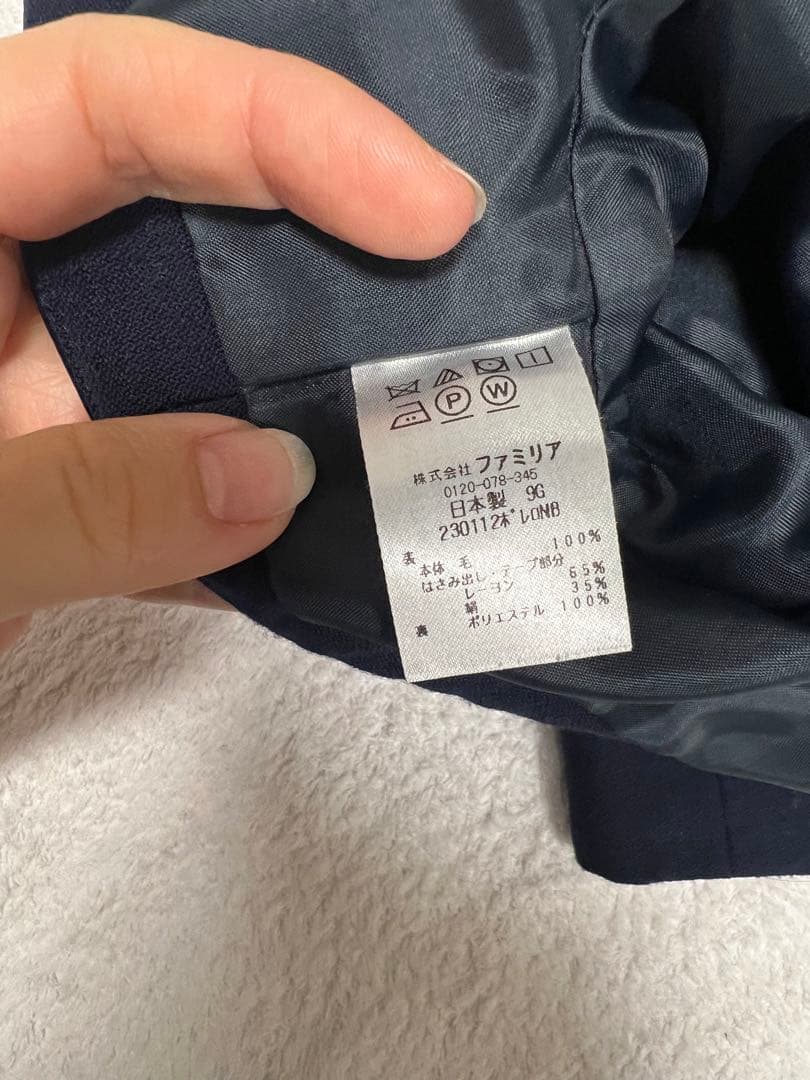 P W
株式会社 ファミリア
0120-078-345
日本製 9G
230112ボレロNB
表 本体 毛 100%
はさみ出し・テープ部分
レーヨン 65%
絹 35%
裏 ポリエステル 100%